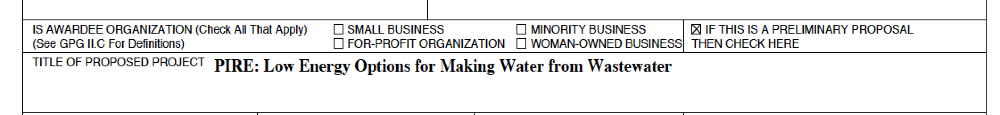 IS AWARDEE ORGANIZATION (Check All That Apply) ☐ SMALL BUSINESS ☐ MINORITY BUSINESS ☒ IF THIS IS A PRELIMINARY PROPOSAL
(See GPG II.C For Definitions) ☐ FOR-PROFIT ORGANIZATION ☐ WOMAN-OWNED BUSINESS THEN CHECK HERE
TITLE OF PROPOSED PROJECT PIRE: Low Energy Options for Making Water from Wastewater